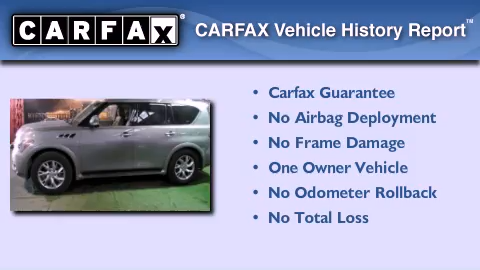 CARFAX® CARFAX Vehicle History Report™
• Carfax Guarantee
• No Airbag Deployment
• No Frame Damage
• One Owner Vehicle
• No Odometer Rollback
• No Total Loss